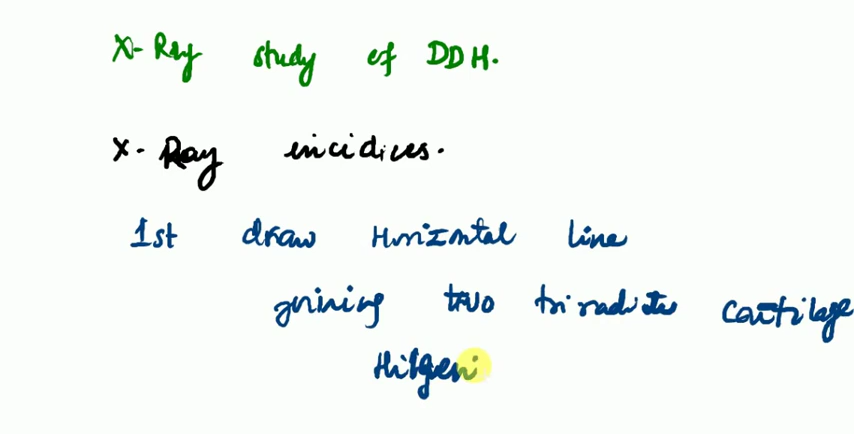 X-Ray study of DDH.
X-Ray incidices.
1st draw Horizontal line
joining two triradiate cartilage
Hilgeni